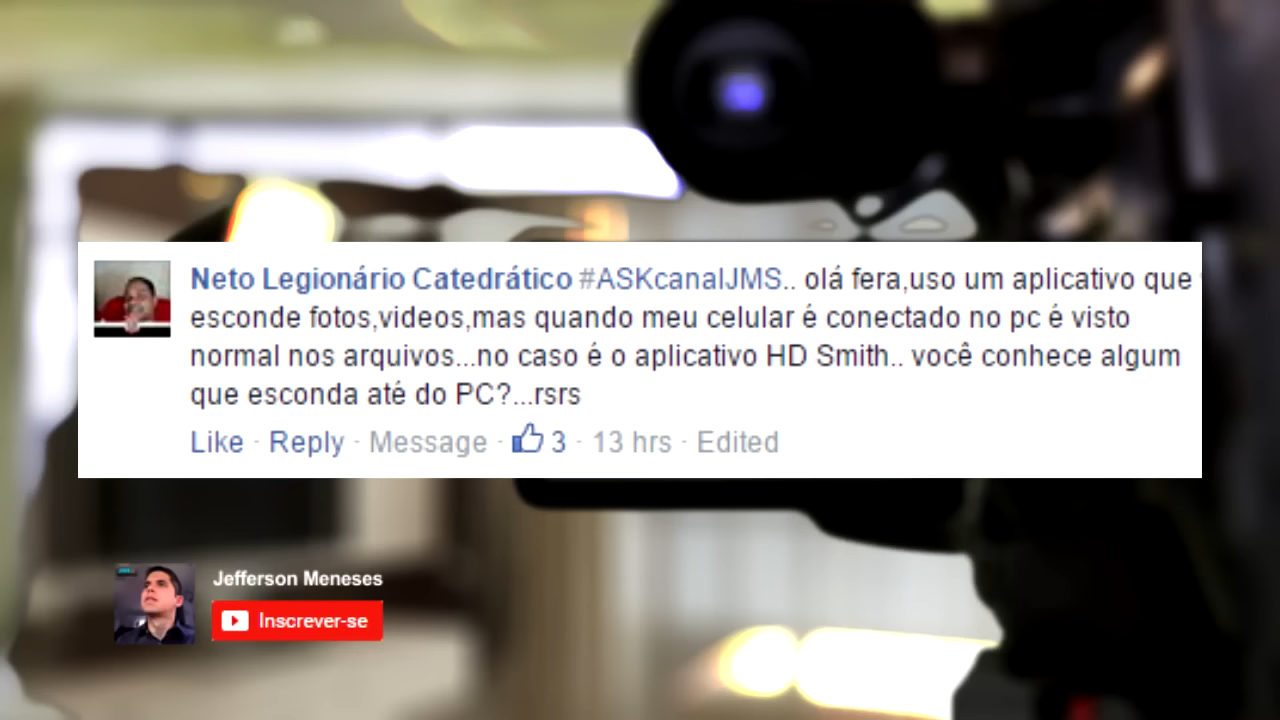 Neto Legionário Catedrático #ASKcanalJMS.. olá fera,uso um aplicativo que
esconde fotos,videos,mas quando meu celular é conectado no pc é visto
normal nos arquivos...no caso é o aplicativo HD Smith.. você conhece algum
que esconda até do PC?...rsrs
Like · Reply · Message · 3 · 13 hrs · Edited
Jefferson Meneses
Inscrever-se